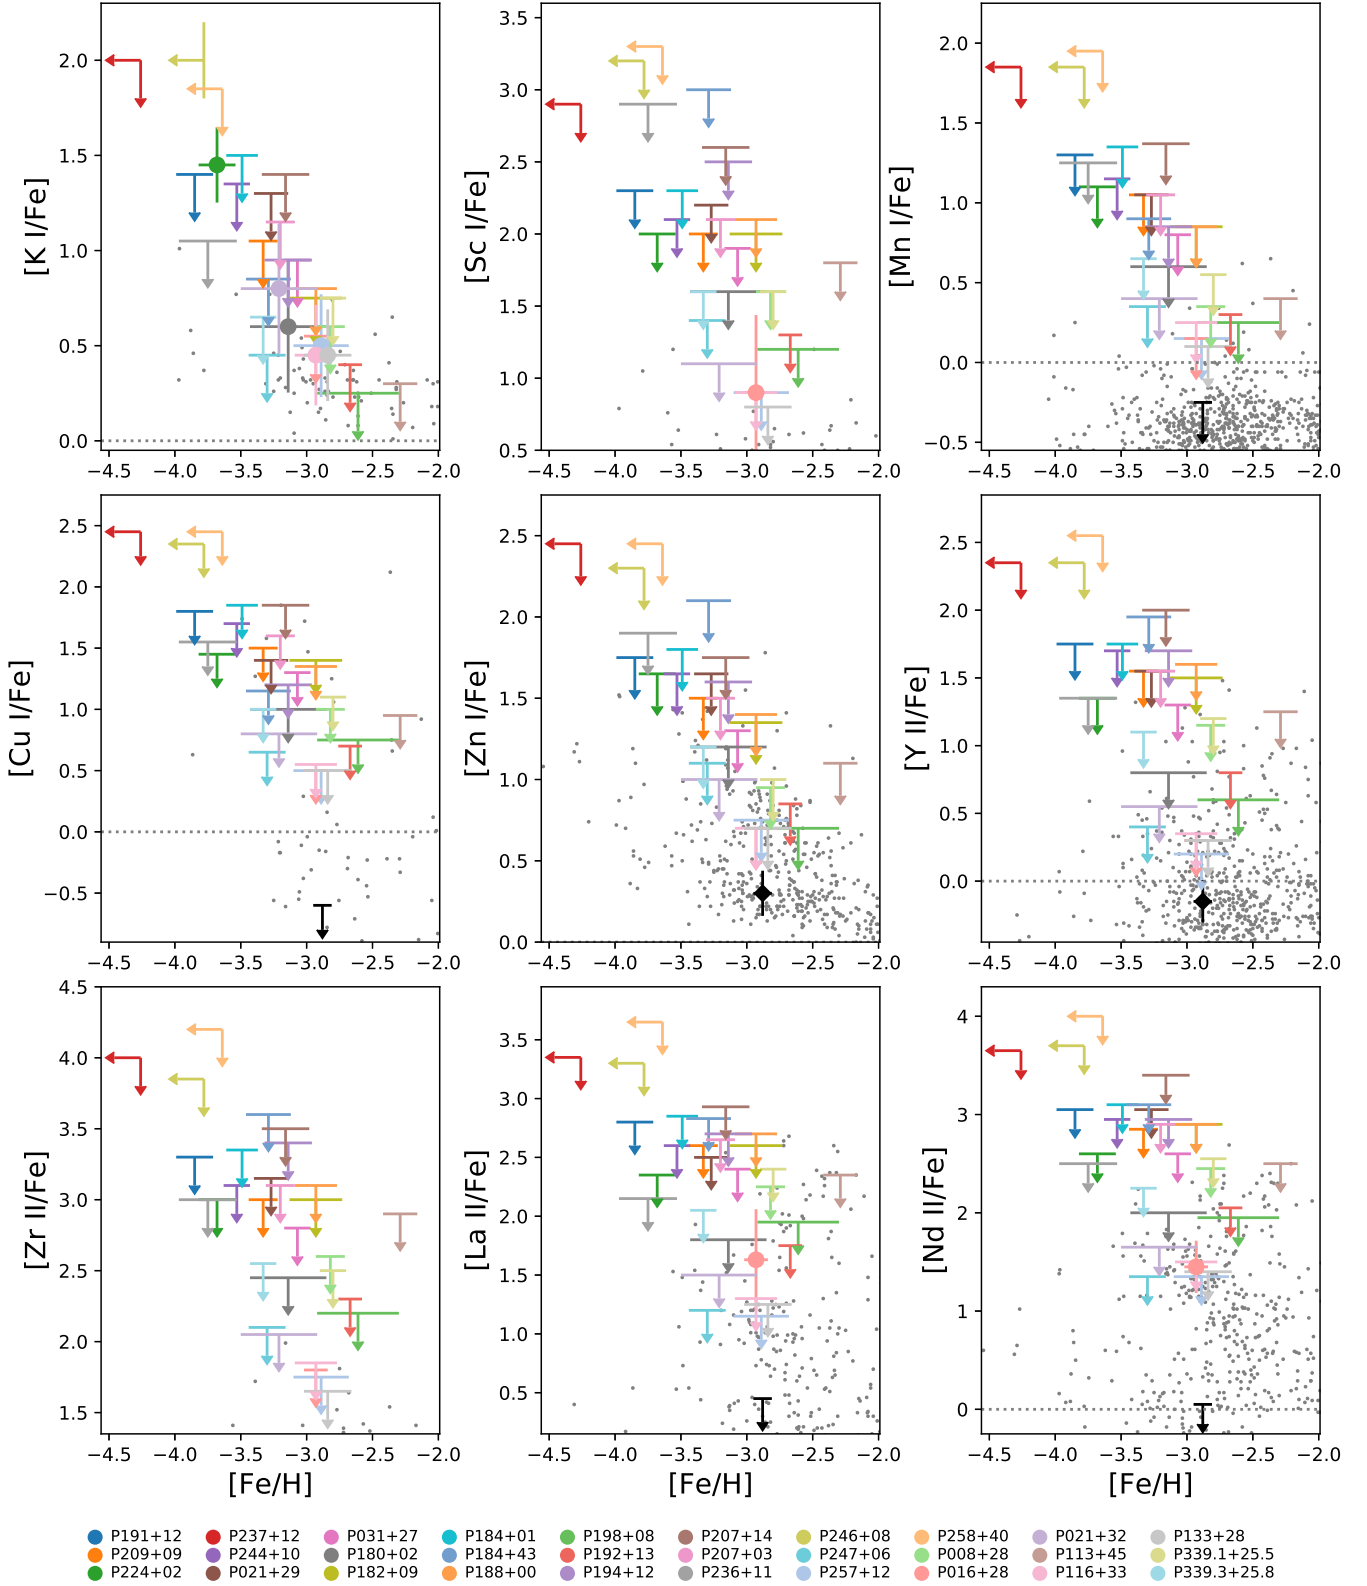 [K I/Fe]
2.0
1.5
1.0
0.5
0.0
−4.5 −4.0 −3.5 −3.0 −2.5 −2.0
[Sc I/Fe]
3.5
3.0
2.5
2.0
1.5
1.0
0.5
−4.5 −4.0 −3.5 −3.0 −2.5 −2.0
[Mn I/Fe]
2.0
1.5
1.0
0.5
0.0
−0.5
−4.5 −4.0 −3.5 −3.0 −2.5 −2.0
[Cu I/Fe]
2.5
2.0
1.5
1.0
0.5
0.0
−0.5
−4.5 −4.0 −3.5 −3.0 −2.5 −2.0
[Zn I/Fe]
2.5
2.0
1.5
1.0
0.5
0.0
−4.5 −4.0 −3.5 −3.0 −2.5 −2.0
[Y II/Fe]
2.5
2.0
1.5
1.0
0.5
0.0
−4.5 −4.0 −3.5 −3.0 −2.5 −2.0
[Zr II/Fe]
4.5
4.0
3.5
3.0
2.5
2.0
1.5
−4.5 −4.0 −3.5 −3.0 −2.5 −2.0
[Fe/H]
[La II/Fe]
3.5
3.0
2.5
2.0
1.5
1.0
0.5
−4.5 −4.0 −3.5 −3.0 −2.5 −2.0
[Fe/H]
[Nd II/Fe]
4
3
2
1
0
−4.5 −4.0 −3.5 −3.0 −2.5 −2.0
[Fe/H]
P191+12 P237+12 P031+27 P184+01 P198+08 P207+14 P246+08 P258+40 P021+32 P133+28
P209+09 P244+10 P180+02 P184+43 P192+13 P207+03 P247+06 P008+28 P113+45 P339.1+25.5
P224+02 P021+29 P182+09 P188+00 P194+12 P236+11 P257+12 P016+28 P116+33 P339.3+25.8